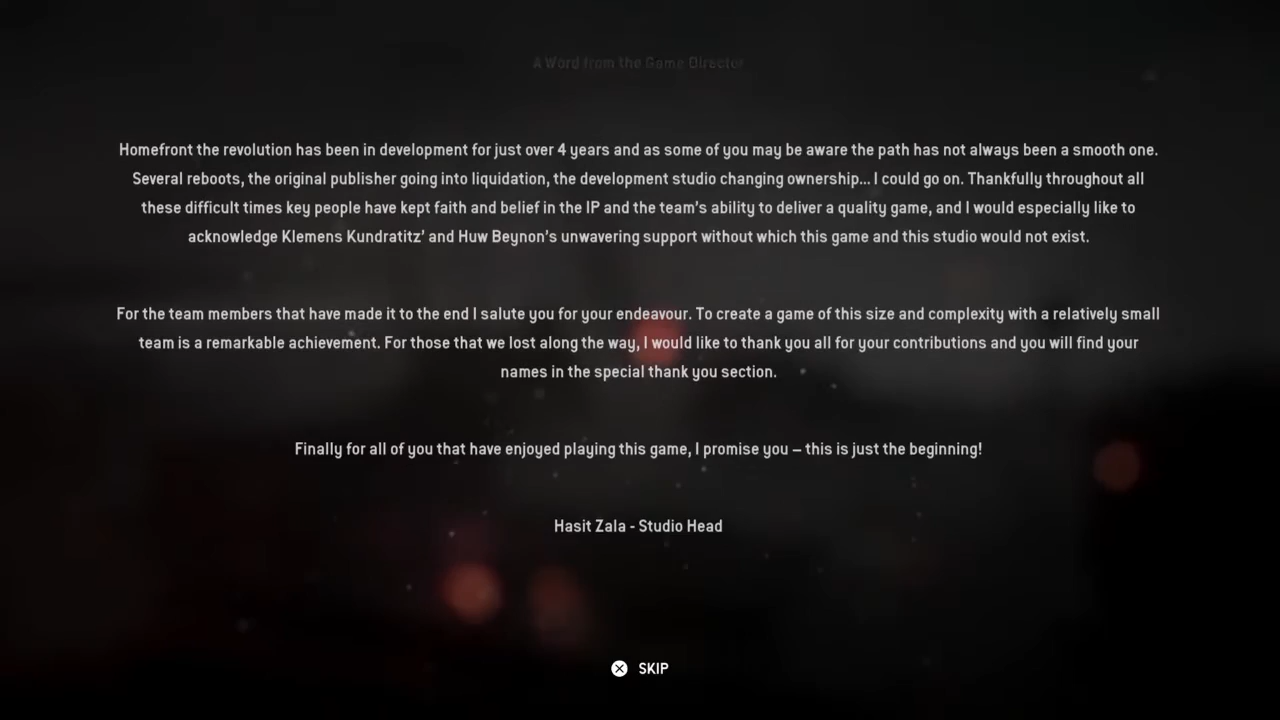 A Word from the Game Director
Homefront the revolution has been in development for just over 4 years and as some of you may be aware the path has not always been a smooth one.
Several reboots, the original publisher going into liquidation, the development studio changing ownership... I could go on. Thankfully throughout all
these difficult times key people have kept faith and belief in the IP and the team's ability to deliver a quality game, and I would especially like to
acknowledge Klemens Kundratitz' and Huw Beynon's unwavering support without which this game and this studio would not exist.
For the team members that have made it to the end I salute you for your endeavour. To create a game of this size and complexity with a relatively small
team is a remarkable achievement. For those that we lost along the way, I would like to thank you all for your contributions and you will find your
names in the special thank you section.
Finally for all of you that have enjoyed playing this game, I promise you – this is just the beginning!
Hasit Zala - Studio Head
SKIP